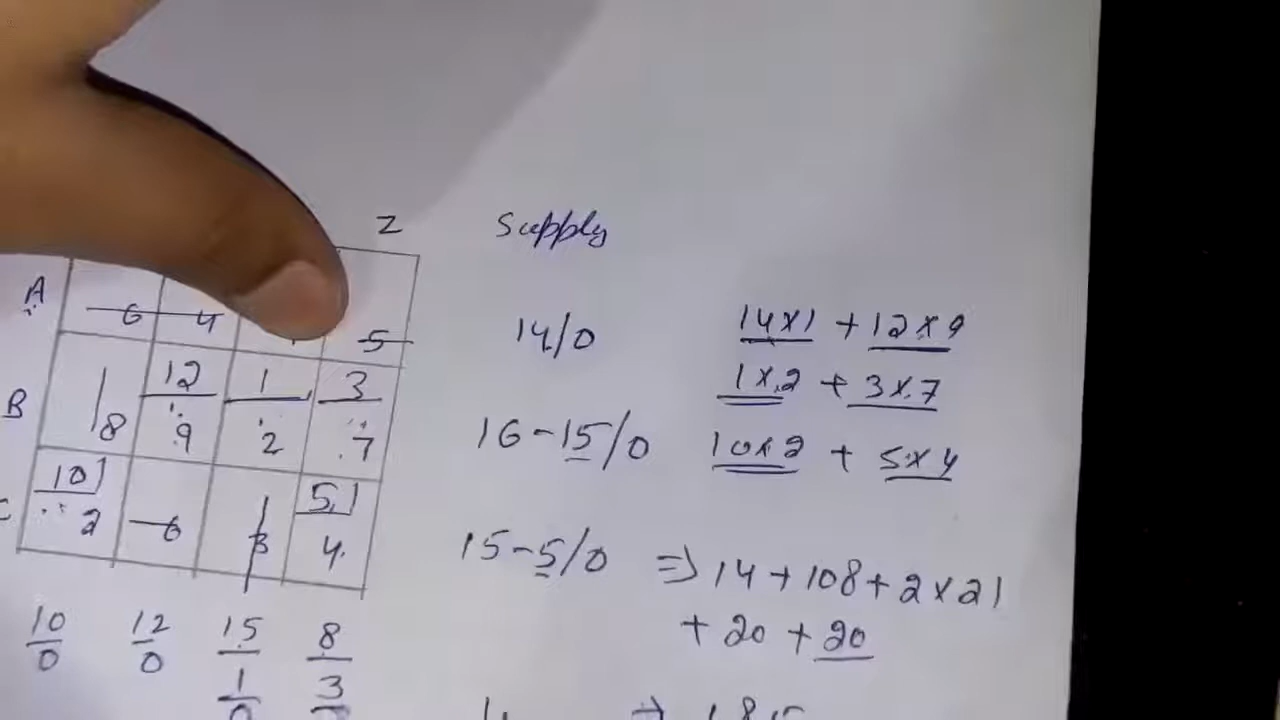 Z Supply
A 6 4 5 14/0 14x1 + 12x9
12 1 3 1x2 + 3x7
B 8 9 2 7 16-15/0 10x2 + 5x4
10 5
2 6 3 4 15-5/0 => 14+108+2x21
+ 20 + 20
10 12 15 8
0 0 1 3